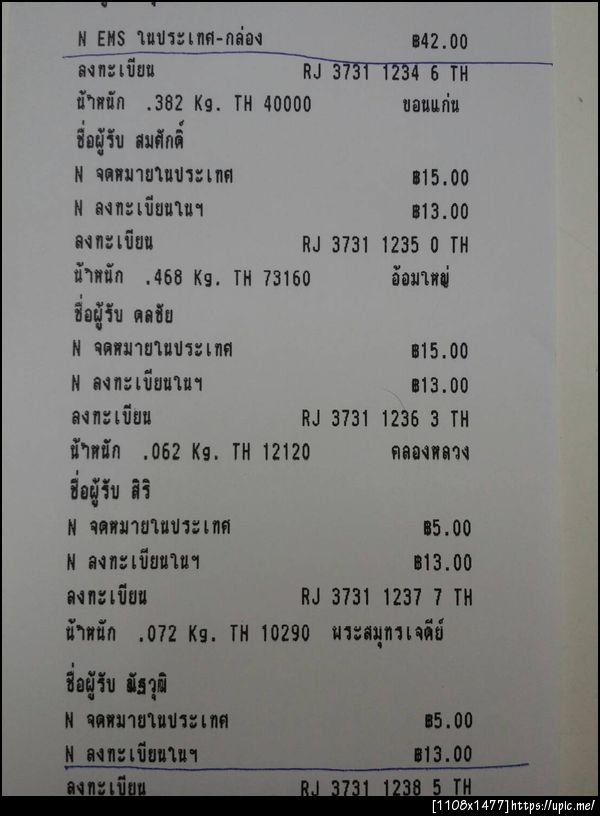 N EMS ในประเทศ-กล่อง ฿42.00
ลงทะเบียน RJ 3731 1234 6 TH
น้ำหนัก .382 Kg. TH 40000 ขอนแก่น
ชื่อผู้รับ สมศักดิ์
N จดหมายในประเทศ ฿15.00
N ลงทะเบียนในฯ ฿13.00
ลงทะเบียน RJ 3731 1235 0 TH
น้ำหนัก .468 Kg. TH 73160 อ้อมใหญ่
ชื่อผู้รับ ดลชัย
N จดหมายในประเทศ ฿15.00
N ลงทะเบียนในฯ ฿13.00
ลงทะเบียน RJ 3731 1236 3 TH
น้ำหนัก .062 Kg. TH 12120 คลองหลวง
ชื่อผู้รับ สิริ
N จดหมายในประเทศ ฿5.00
N ลงทะเบียนในฯ ฿13.00
ลงทะเบียน RJ 3731 1237 7 TH
น้ำหนัก .072 Kg. TH 10290 พระสมุทรเจดีย์
ชื่อผู้รับ
N จดหมายในประเทศ ฿5.00
N ลงทะเบียนในฯ ฿13.00
ลงทะเบียน RJ 3731 1238 5 TH
[1108x1477]https://upic.me/